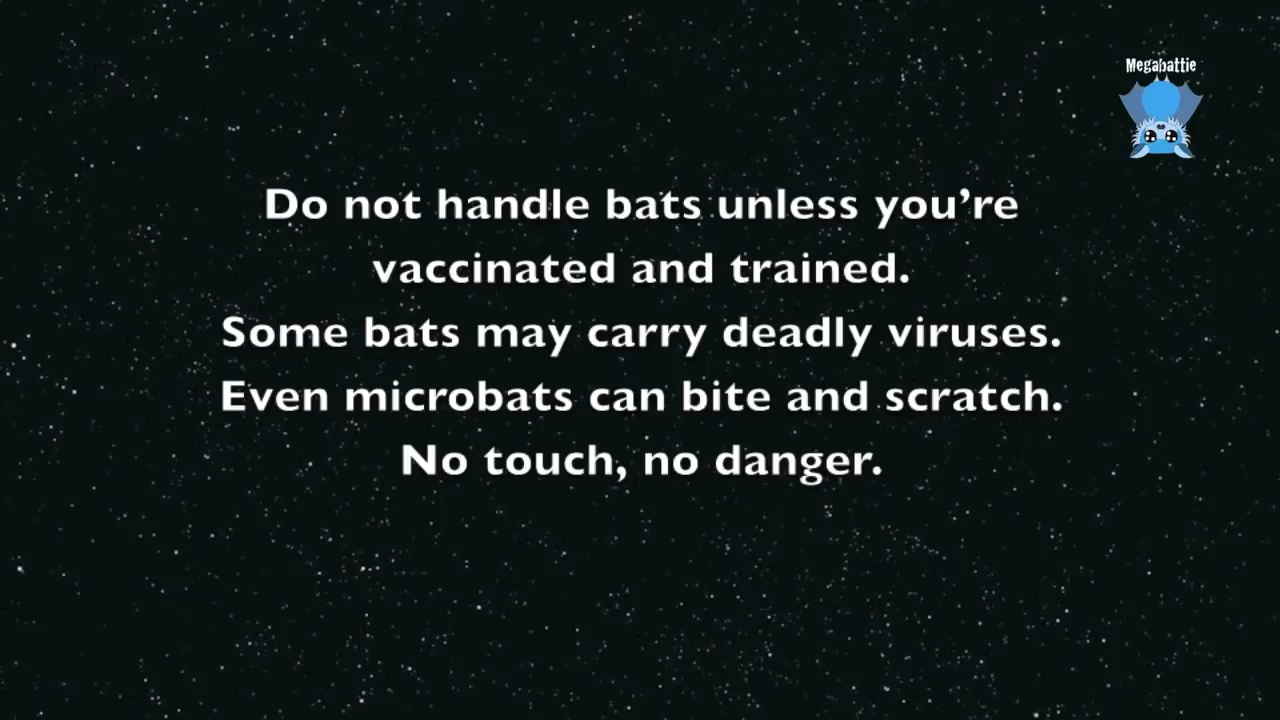 Megabattie
Do not handle bats unless you’re
vaccinated and trained.
Some bats may carry deadly viruses.
Even microbats can bite and scratch.
No touch, no danger.